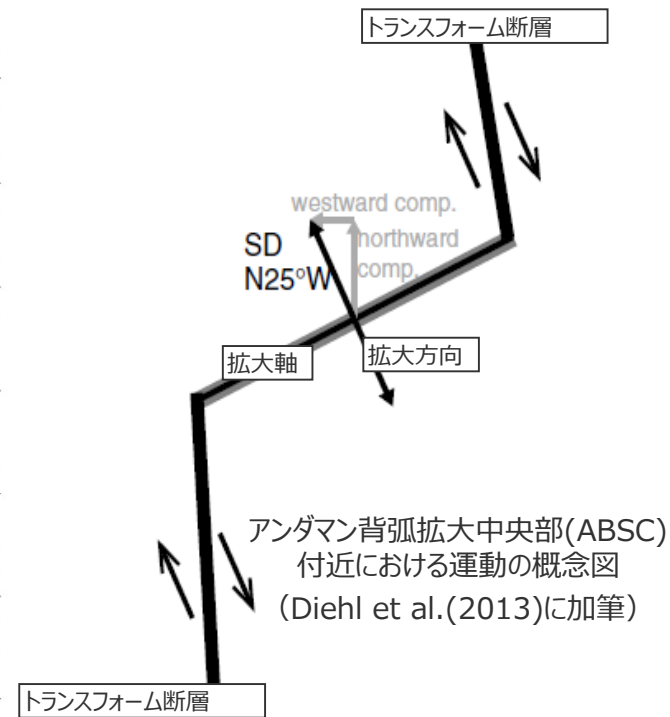 トランスフォーム断層
westward comp.
SD
N25°W
northward
comp.
拡大軸
拡大方向
アンダマン背弧拡大中央部(ABSC)
付近における運動の概念図
（Diehl et al.(2013)に加筆）
トランスフォーム断層